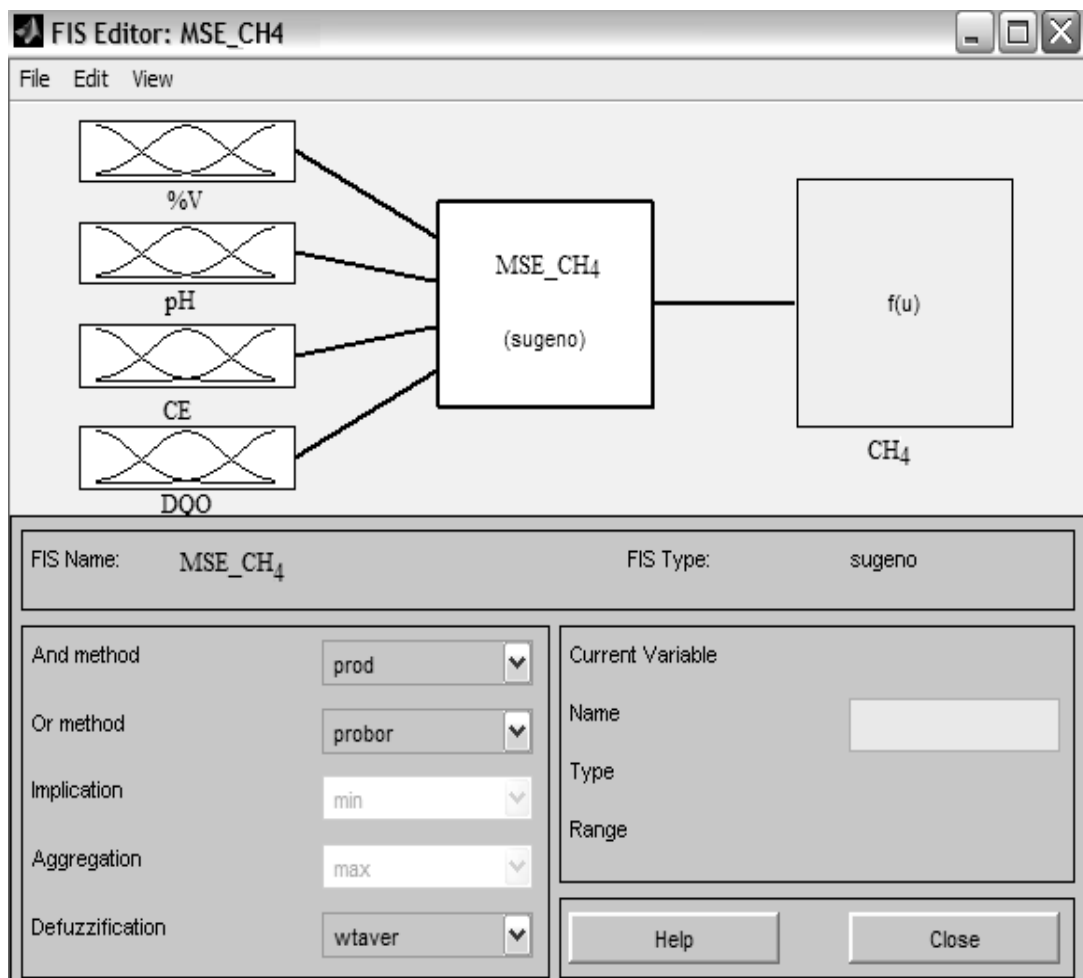 FIS Editor: MSE_CH4
File Edit View
%V
pH
CE
DQO
MSE_CH4
(sugeno)
f(u)
CH4
FIS Name: MSE_CH4 FIS Type: sugeno
And method prod
Or method probor
Implication min
Aggregation max
Defuzzification wtaver
Current Variable
Name
Type
Range
Help Close